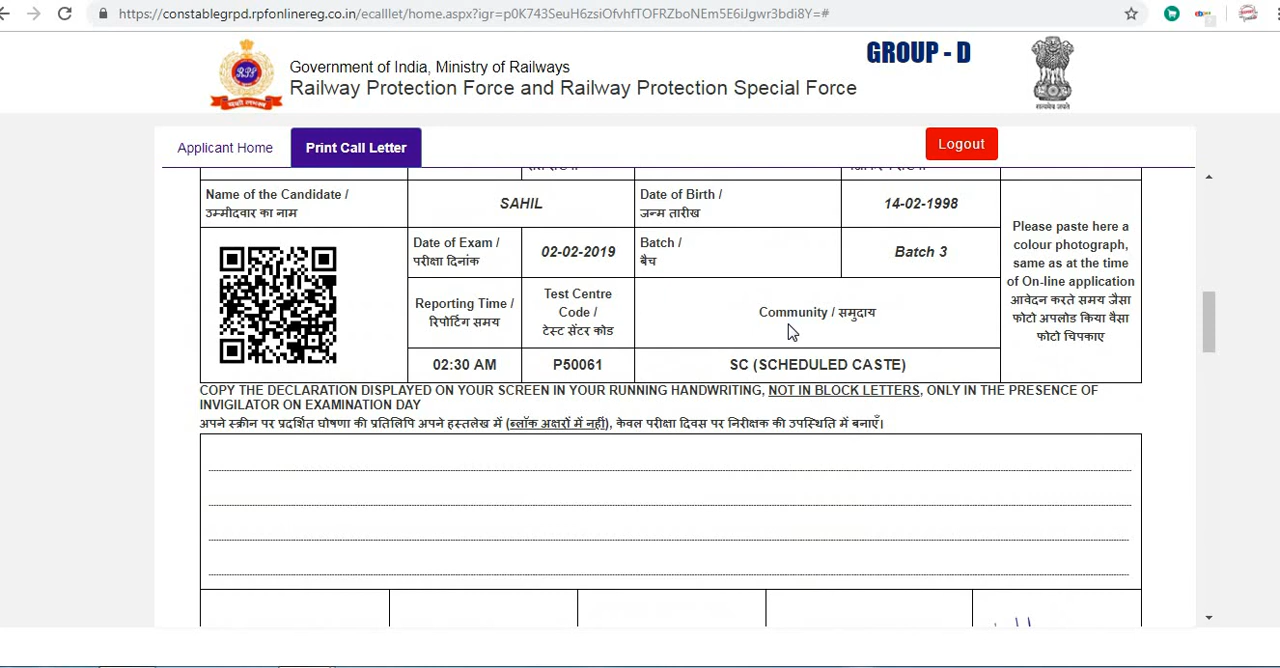 https://constablegrpd.rpfonlinereg.co.in/ecalllet/home.aspx?igr=p0K743SeuH6zsiOfvhfTOFRZboNEm5E6iJgwr3bdi8Y=#
GROUP - D
Government of India, Ministry of Railways
Railway Protection Force and Railway Protection Special Force
Applicant Home
Print Call Letter
Logout
Name of the Candidate /
उम्मीदवार का नाम
SAHIL
Date of Birth /
जन्म तारीख
14-02-1998
Please paste here a
colour photograph,
same as at the time
of On-line application
आवेदन करते समय जैसा
फोटो अपलोड किया वैसा
फोटो चिपकाए
Date of Exam /
परीक्षा दिनांक
02-02-2019
Batch /
बैच
Batch 3
Reporting Time /
रिपोर्टिंग समय
Test Centre
Code /
टेस्ट सेंटर कोड
Community / समुदाय
02:30 AM
P50061
SC (SCHEDULED CASTE)
COPY THE DECLARATION DISPLAYED ON YOUR SCREEN IN YOUR RUNNING HANDWRITING, NOT IN BLOCK LETTERS, ONLY IN THE PRESENCE OF
INVIGILATOR ON EXAMINATION DAY
अपने स्क्रीन पर प्रदर्शित घोषणा की प्रतिलिपि अपने हस्तलेख में (ब्लॉक अक्षरों में नहीं), केवल परीक्षा दिवस पर निरीक्षक की उपस्थिति में बनाएँ।